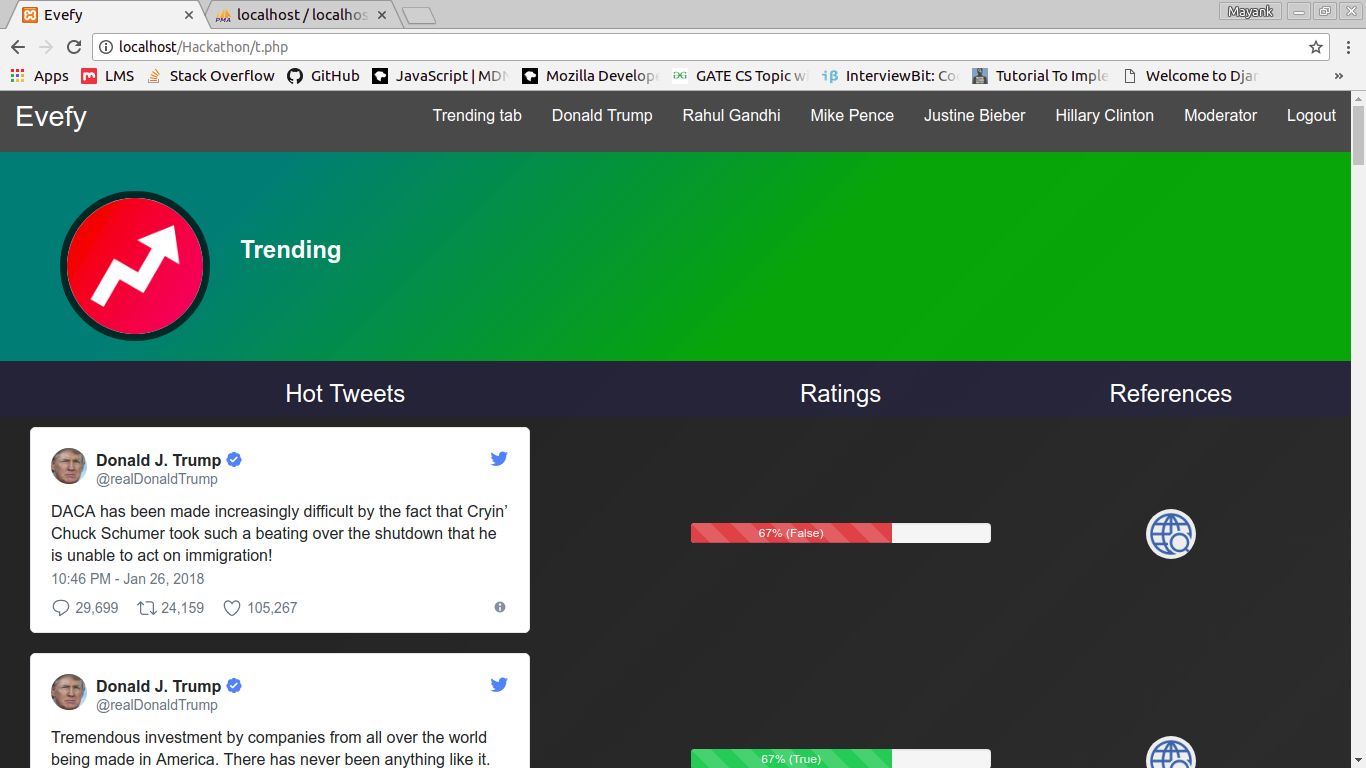 Evefy
localhost / localhos
Mayank
localhost/Hackathon/t.php
Apps LMS Stack Overflow GitHub JavaScript | MDN Mozilla Develope GATE CS Topic wi InterviewBit: Co Tutorial To Imple Welcome to Djan »
Evefy
Trending tab Donald Trump Rahul Gandhi Mike Pence Justine Bieber Hillary Clinton Moderator Logout
Trending
Hot Tweets Ratings References
Donald J. Trump
@realDonaldTrump
DACA has been made increasingly difficult by the fact that Cryin’
Chuck Schumer took such a beating over the shutdown that he
is unable to act on immigration!
10:46 PM - Jan 26, 2018
29,699 24,159 105,267
67% (False)
Donald J. Trump
@realDonaldTrump
Tremendous investment by companies from all over the world
being made in America. There has never been anything like it.
67% (True)